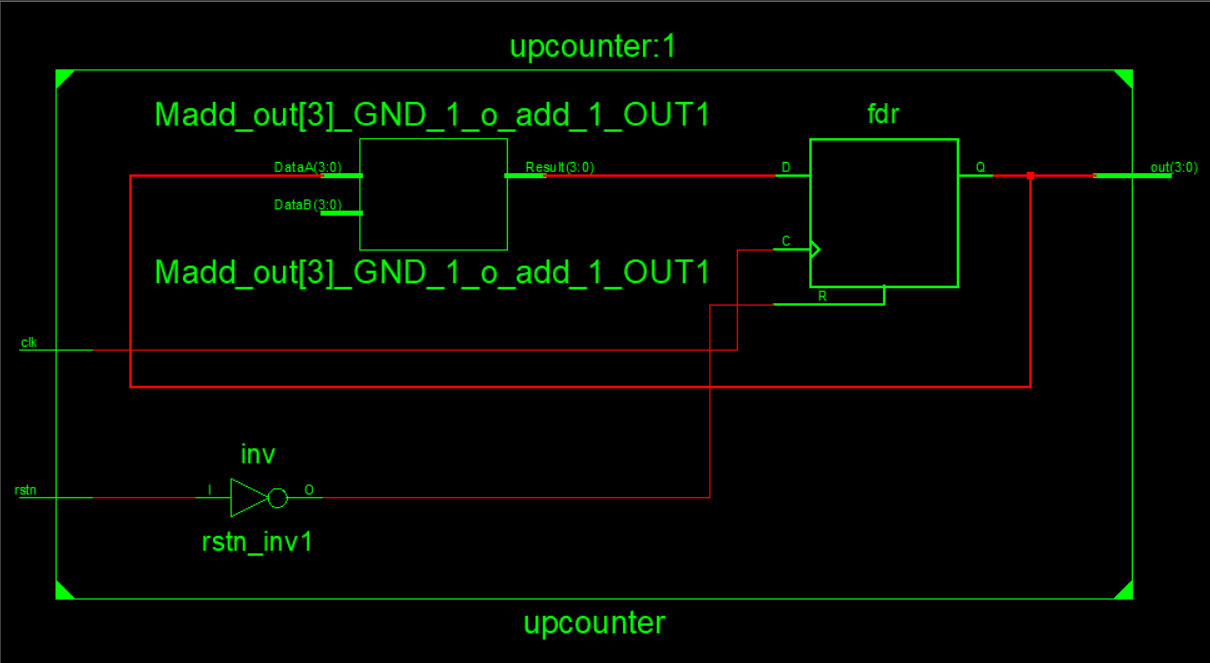 upcounter:1
Madd_out[3]_GND_1_o_add_1_OUT1
fdr
DataA(3:0)
Result(3:0)
D
Q
out(3:0)
DataB(3:0)
C
Madd_out[3]_GND_1_o_add_1_OUT1
R
clk
inv
rstn
I
O
rstn_inv1
upcounter